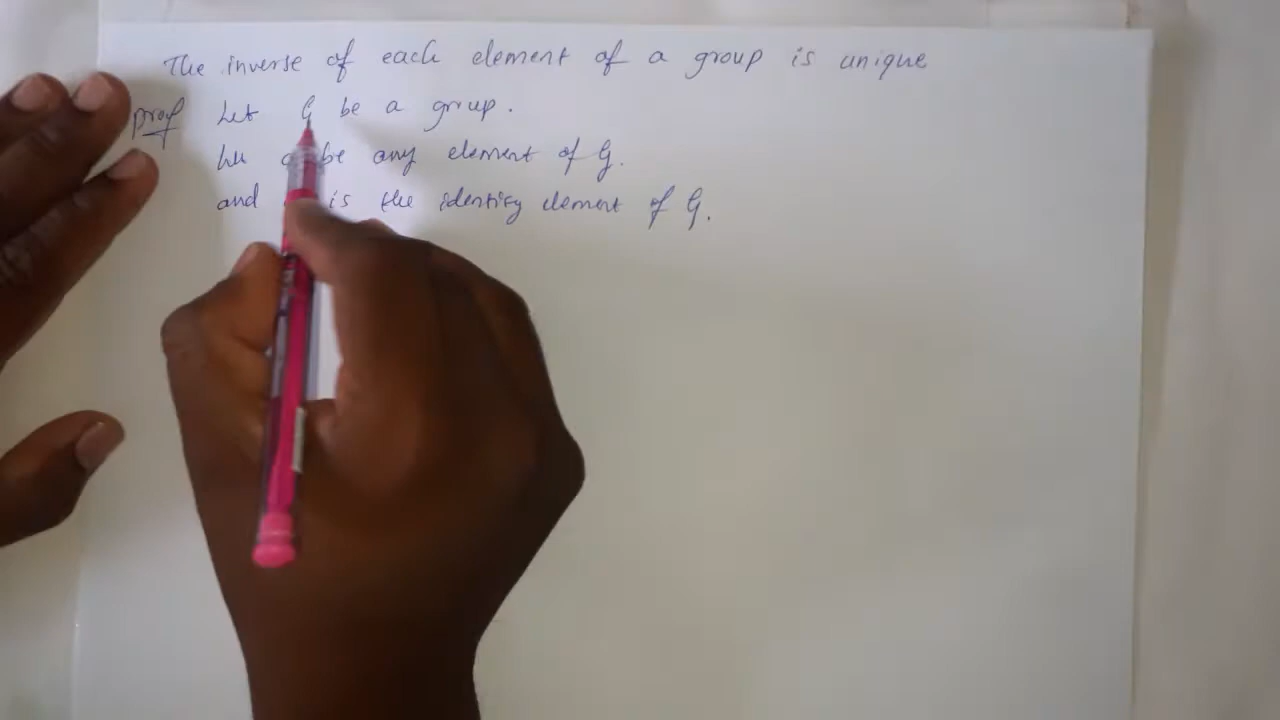 The inverse of each element of a group is unique
proof Let G be a group.
Let a be any element of G.
and is the identity element of G.